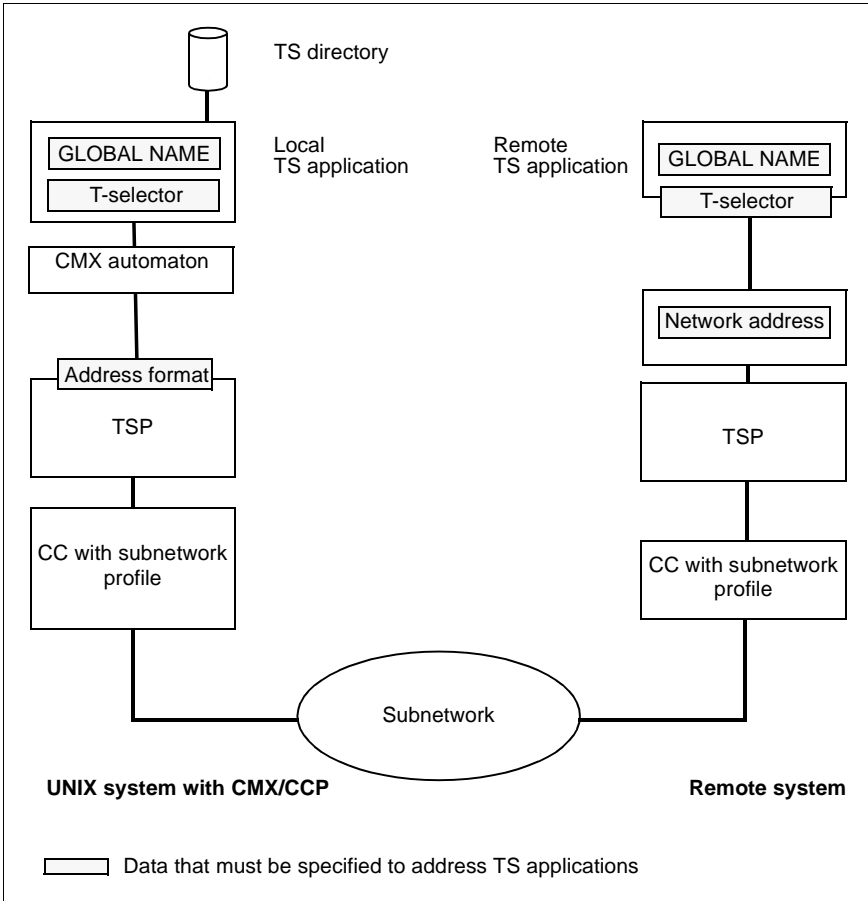 TS directory
GLOBAL NAME
T-selector
Local
TS application
Remote
TS application
GLOBAL NAME
T-selector
CMX automaton
Network address
Address format
TSP
TSP
CC with subnetwork
profile
CC with subnetwork
profile
Subnetwork
UNIX system with CMX/CCP
Remote system
Data that must be specified to address TS applications